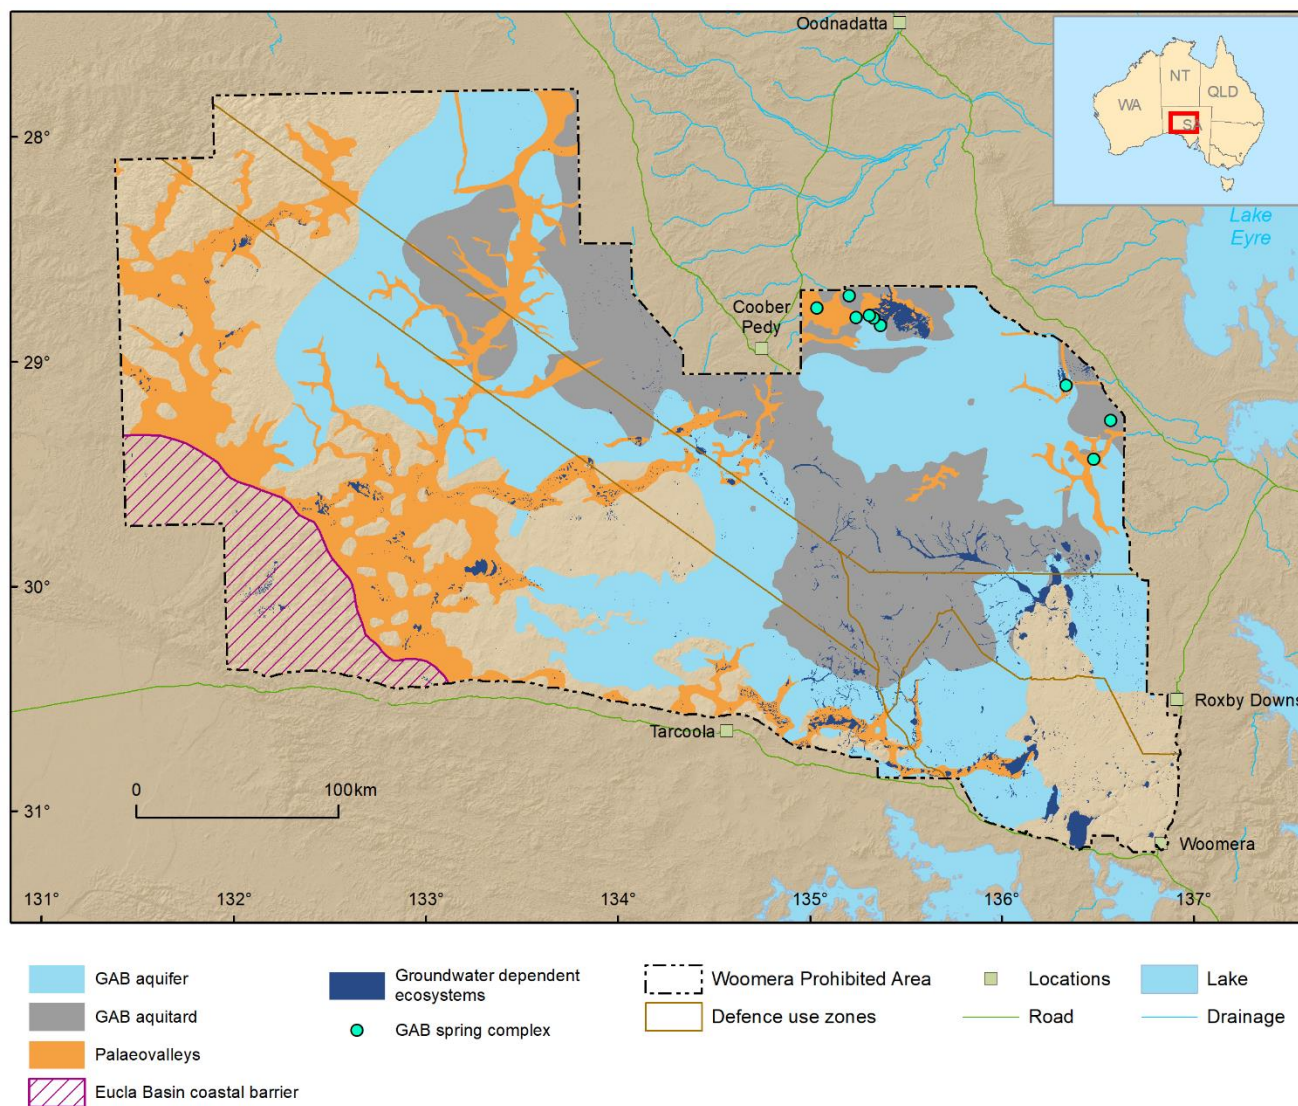 Oodnadatta
NT
WA
QLD
SA
28°
Lake
Eyre
Coober
Pedy
29°
30°
Roxby Downs
Tarcoola
0
100km
31°
Woomera
131°
132°
133°
134°
135°
136°
137°
GAB aquifer
GAB aquitard
Palaeovalleys
Eucla Basin coastal barrier
Groundwater dependent
ecosystems
GAB spring complex
Woomera Prohibited Area
Defence use zones
Locations
Road
Lake
Drainage